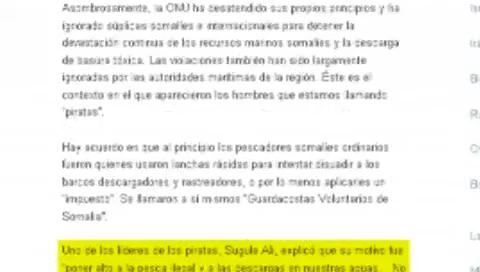 Asombrosamente, la ONU ha desatendido sus propios principios y ha
ignorado súplicas somalíes e internacionales para detener la
devastación continua de los recursos marinos somalíes y la descarga
de basura tóxica. Las violaciones también han sido largamente
ignoradas por las autoridades marítimas de la región. Éste es el
contexto en el que aparecieron los hombres que estamos llamando
"piratas".
Hay acuerdo en que al principio los pescadores somalíes ordinarios
fueron quienes usaron lanchas rápidas para intentar disuadir a los
barcos descargadores y rastreadores, o por lo menos aplicarles un
"impuesto". Se llamaron a sí mismos "Guardacostas Voluntarios de
Somalia".
Uno de los líderes de los piratas, Sugule Ali, explicó que su motivo fue
"poner alto a la pesca ilegal y a las descargas en nuestras aguas ... No